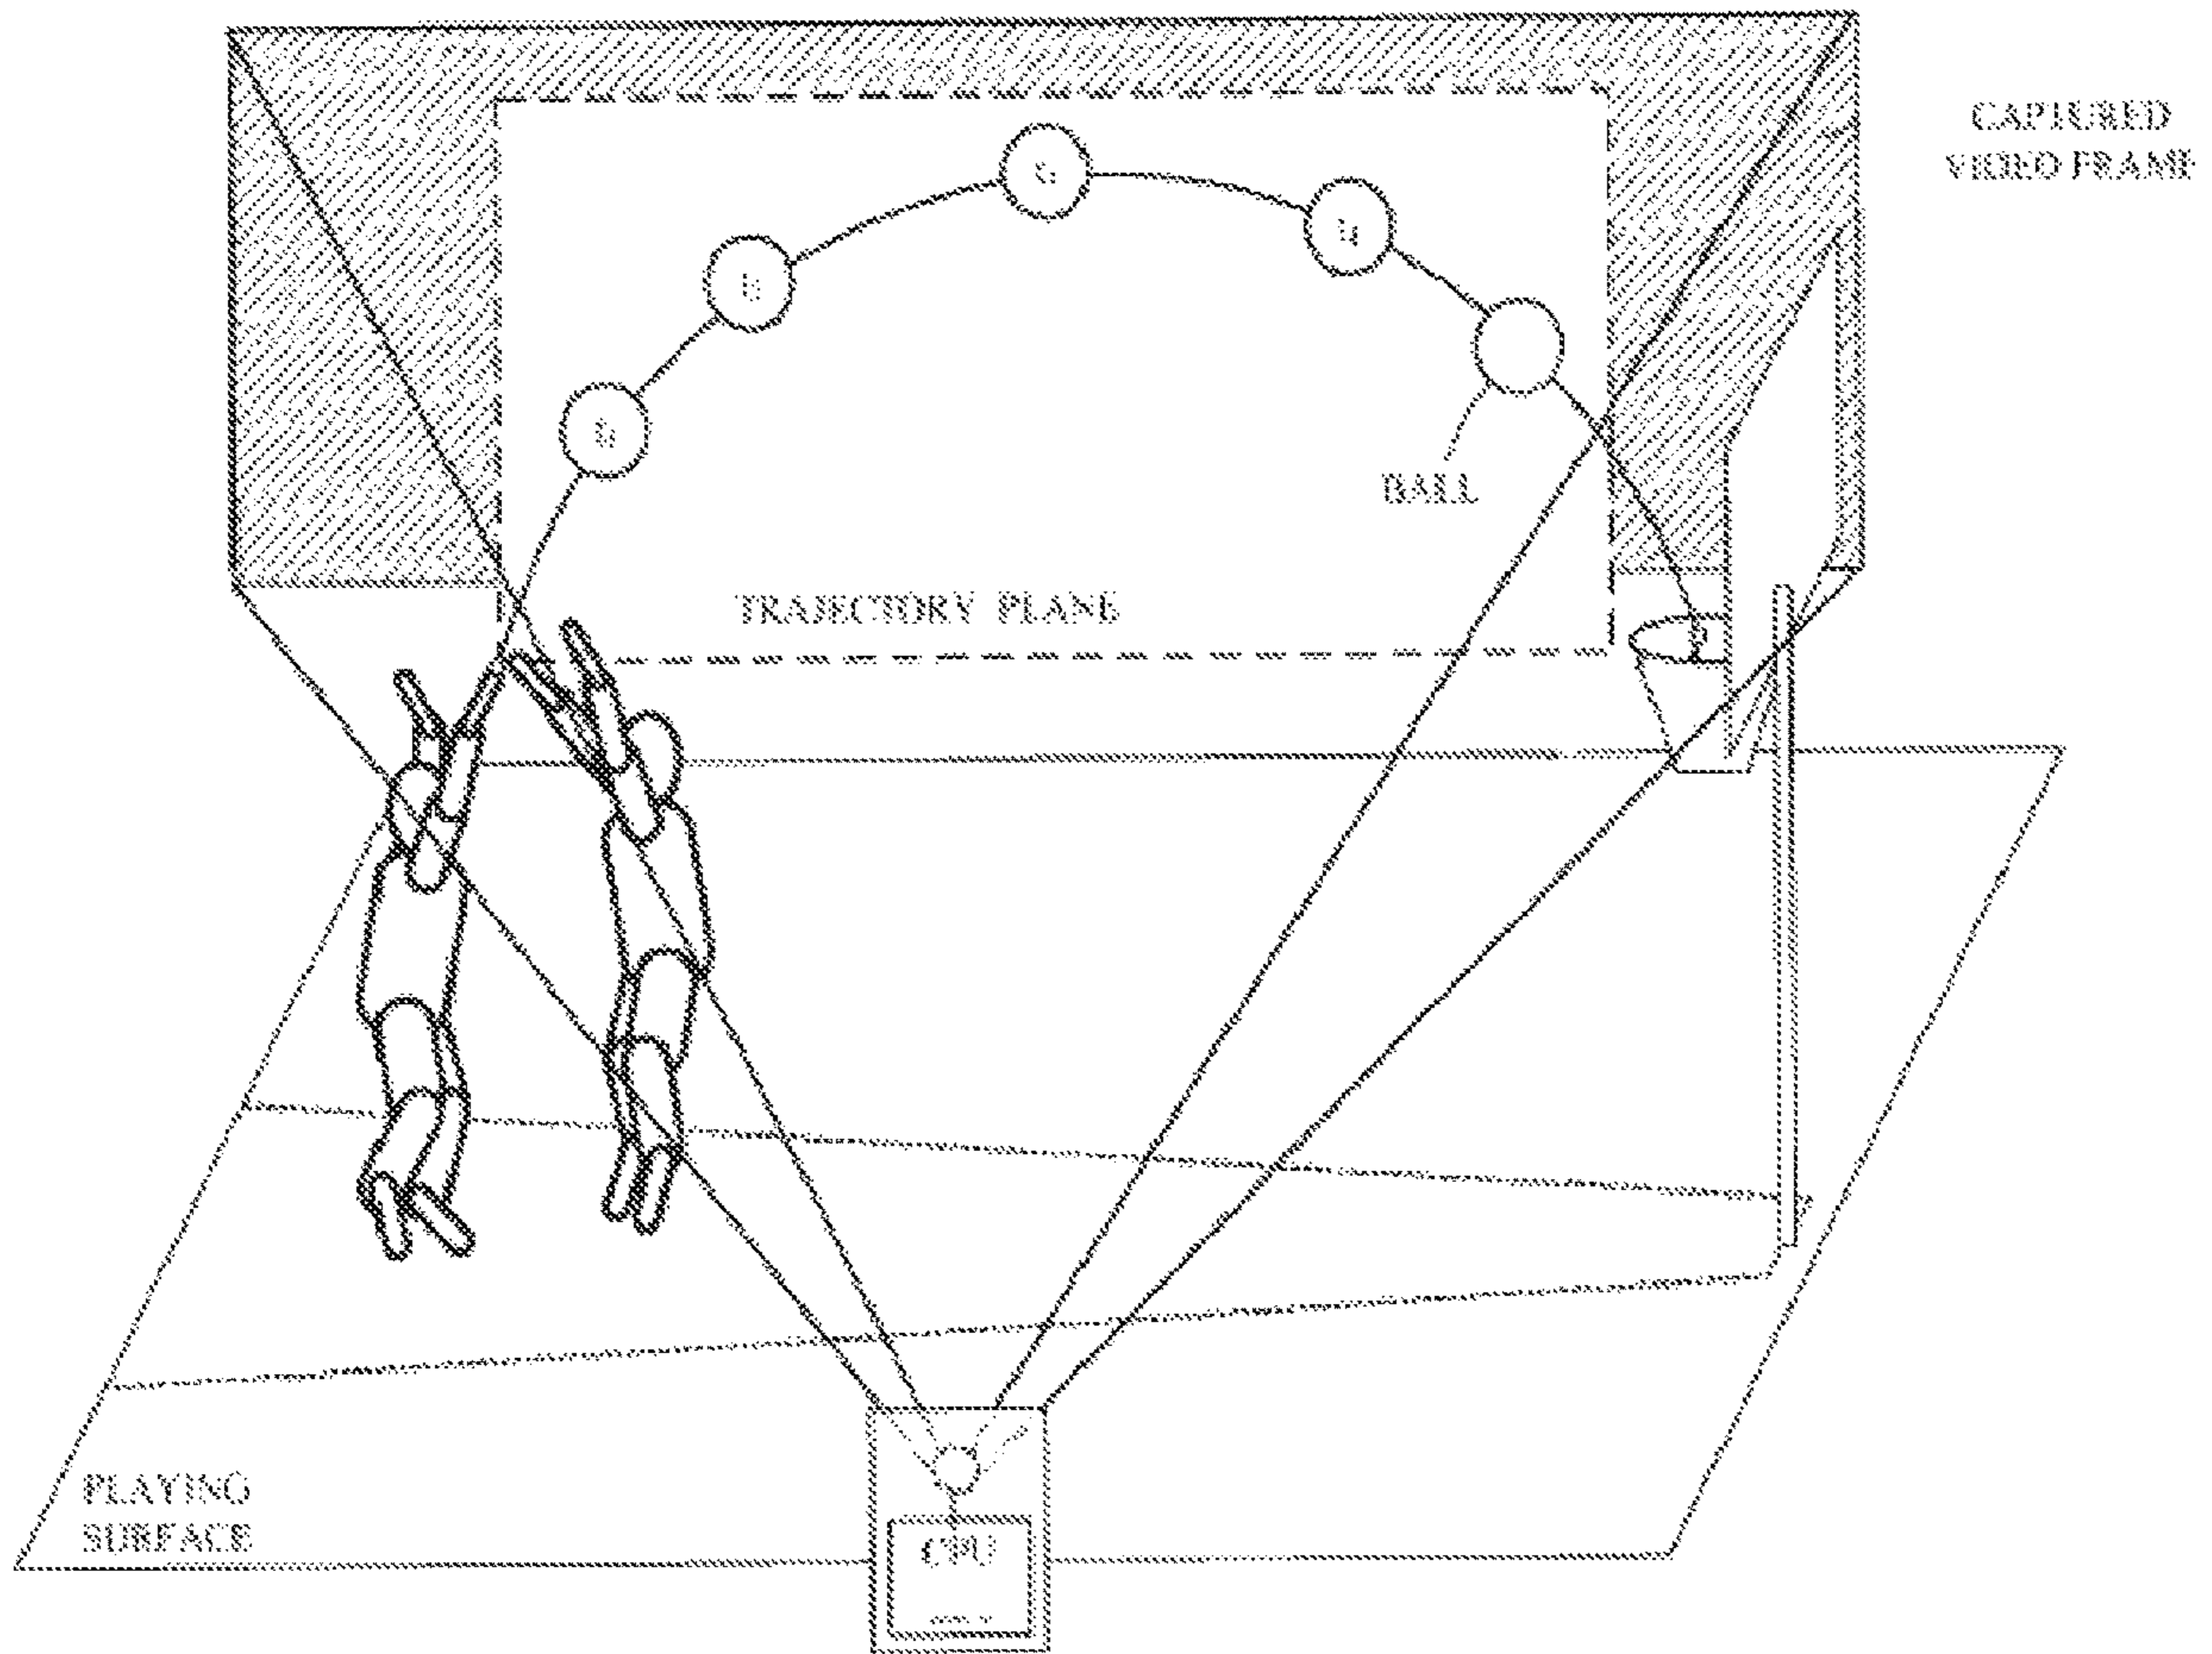 CAPTURED
VIDEO FRAME
BALL
TRAJECTORY PLANE
PLAYING
SURFACE
CPU